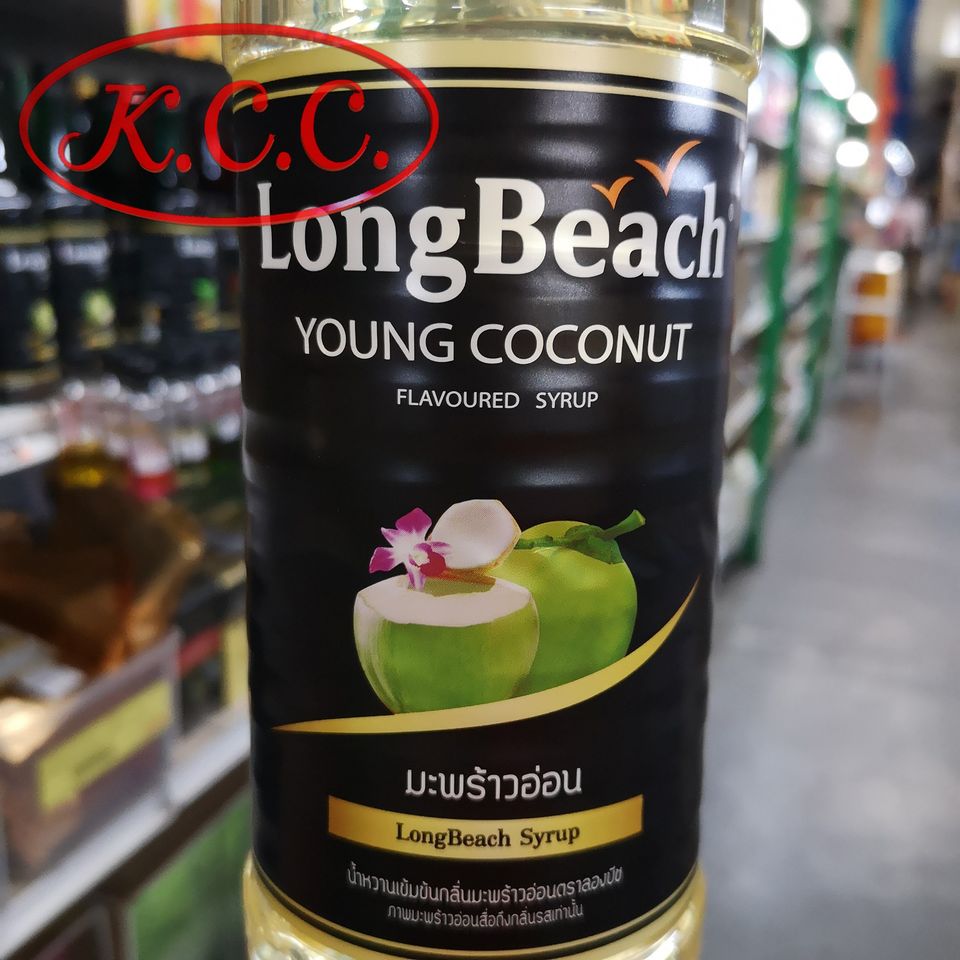 K.C.C.
LongBeach
YOUNG COCONUT
FLAVOURED SYRUP
มะพร้าวอ่อน
LongBeach Syrup
น้ำหวานเข้มข้นกลิ่นมะพร้าวอ่อนตราลองบีช
ภาพมะพร้าวอ่อนสื่อถึงกลิ่นรสเท่านั้น